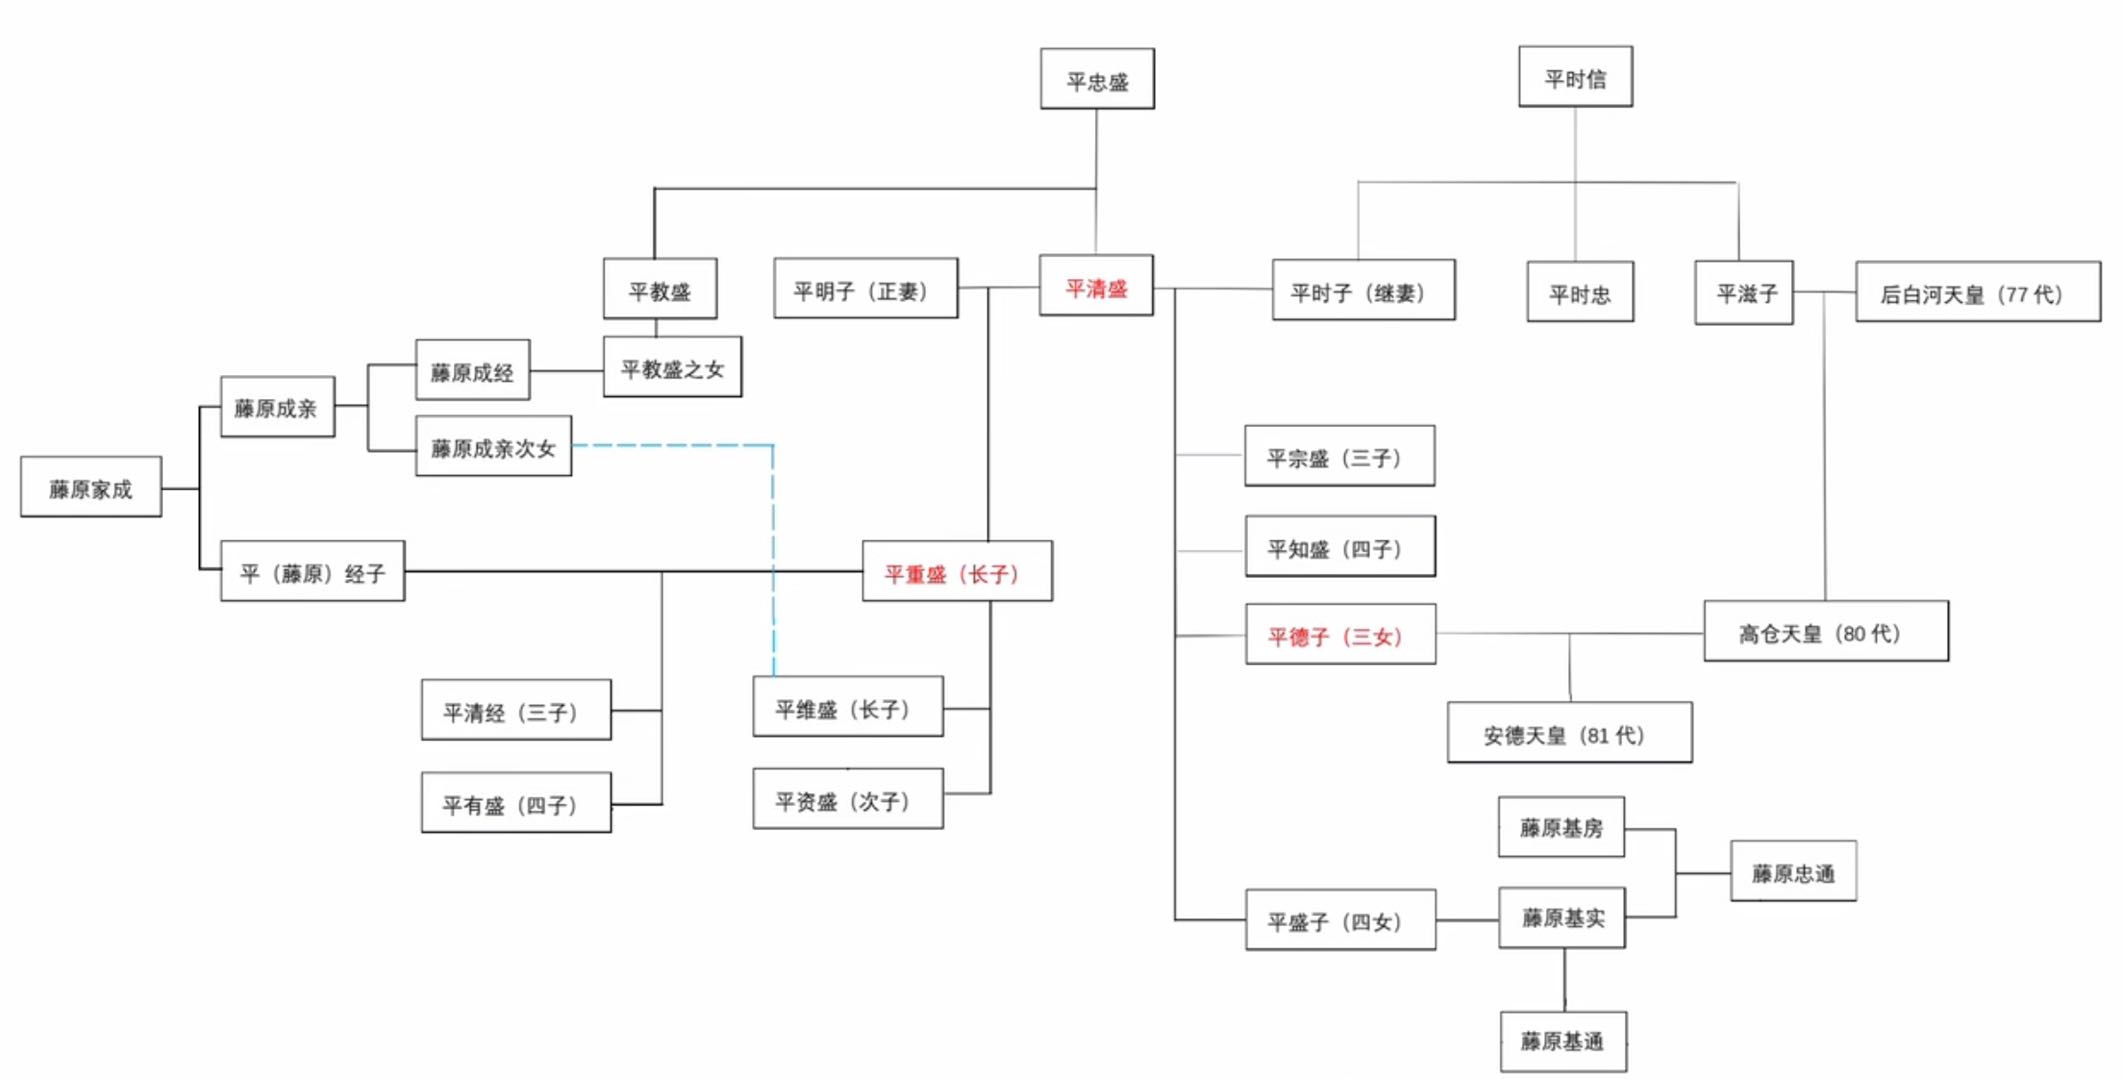 平忠盛
平时信
平教盛
平明子（正妻）
平清盛
平时子（继妻）
平时忠
平滋子
后白河天皇（77 代）
藤原成经
平教盛之女
藤原成亲
藤原成亲次女
平宗盛（三子）
藤原家成
平知盛（四子）
平（藤原）经子
平重盛（长子）
平德子（三女）
高仓天皇（80 代）
平清经（三子）
平维盛（长子）
安德天皇（81 代）
平有盛（四子）
平资盛（次子）
藤原基房
藤原忠通
平盛子（四女）
藤原基实
藤原基通